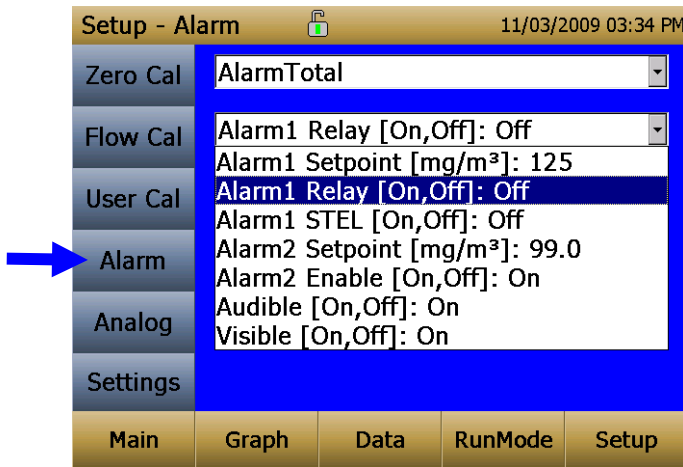 Setup - Alarm 11/03/2009 03:34 PM
Zero Cal
AlarmTotal
Flow Cal
Alarm1 Relay [On,Off]: Off
Alarm1 Setpoint [mg/m³]: 125
User Cal
Alarm1 Relay [On,Off]: Off
Alarm1 STEL [On,Off]: Off
Alarm
Alarm2 Setpoint [mg/m³]: 99.0
Alarm2 Enable [On,Off]: On
Analog
Audible [On,Off]: On
Visible [On,Off]: On
Settings
Main Graph Data RunMode Setup